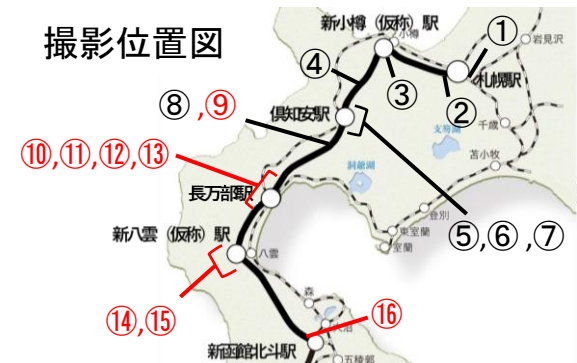 撮影位置図
新小樽（仮称）駅
小樽
①
岩見沢
④
③
②
札幌駅
⑧,⑨
倶知安駅
支笏湖
千歳
苫小牧
⑩,⑪,⑫,⑬
洞爺湖
長万部駅
登別
東室蘭
室蘭
⑤,⑥,⑦
新八雲（仮称）駅
八雲
⑭,⑮
森
⑯
大沼
新函館北斗駅
五稜郭